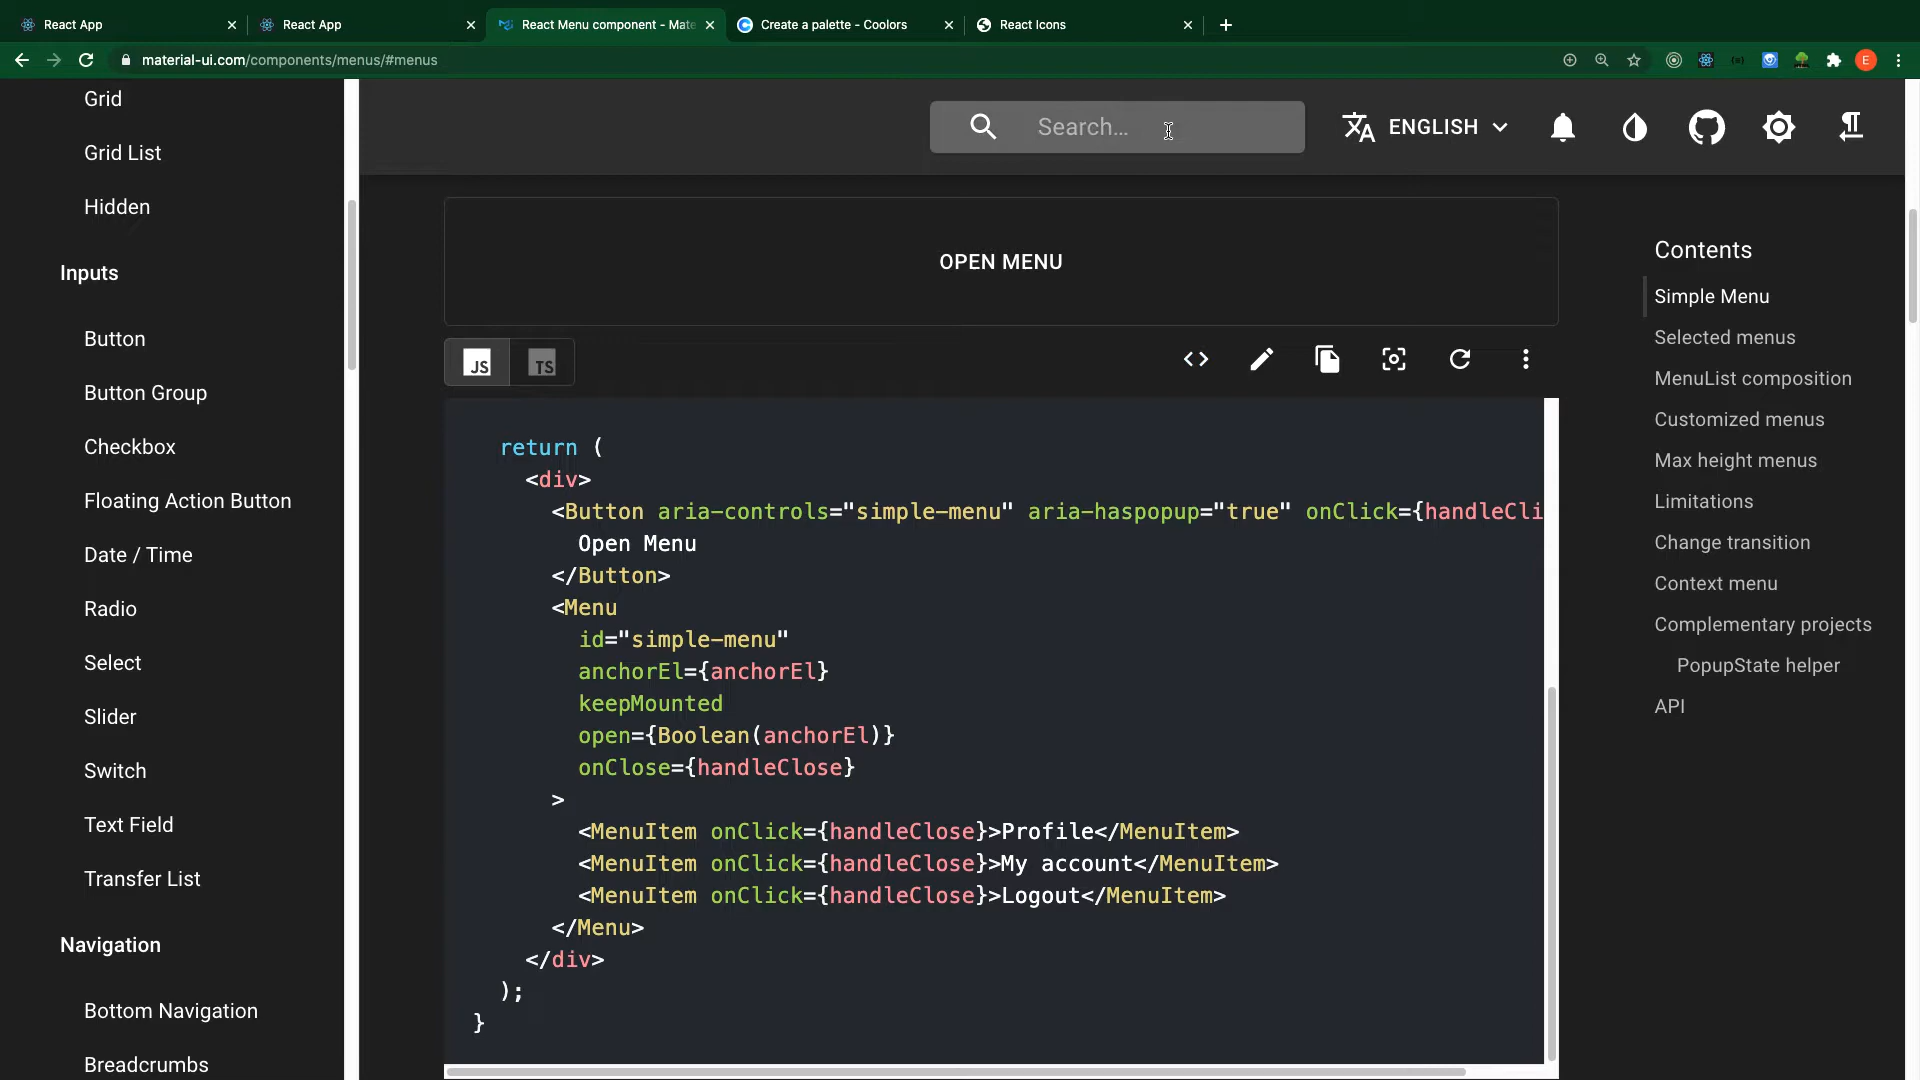 React App
React App
React Menu component - Mate
Create a palette - Coolors
React Icons
material-ui.com/components/menus/#menus
E
Grid
Grid List
Hidden
Inputs
Button
Button Group
Checkbox
Floating Action Button
Date / Time
Radio
Select
Slider
Switch
Text Field
Transfer List
Navigation
Bottom Navigation
Breadcrumbs
Search...
ENGLISH
OPEN MENU
JS
TS
return (
<div>
<Button aria-controls="simple-menu" aria-haspopup="true" onClick={handleCli
Open Menu
</Button>
<Menu
id="simple-menu"
anchorEl={anchorEl}
keepMounted
open={Boolean(anchorEl)}
onClose={handleClose}
>
<MenuItem onClick={handleClose}>Profile</MenuItem>
<MenuItem onClick={handleClose}>My account</MenuItem>
<MenuItem onClick={handleClose}>Logout</MenuItem>
</Menu>
</div>
);
}
Contents
Simple Menu
Selected menus
MenuList composition
Customized menus
Max height menus
Limitations
Change transition
Context menu
Complementary projects
PopupState helper
API